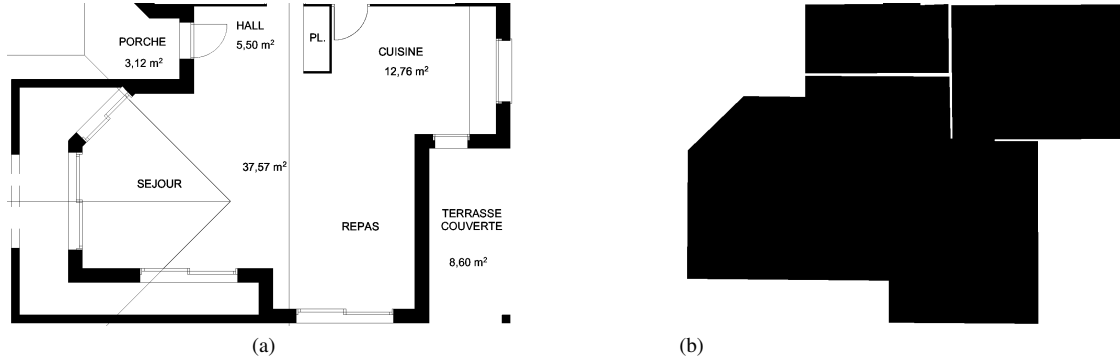 HALL
5,50 m²
PORCHE
3,12 m²
PL.
CUISINE
12,76 m²
37,57 m²
SEJOUR
REPAS
TERRASSE
COUVERTE
8,60 m²
(a)
(b)